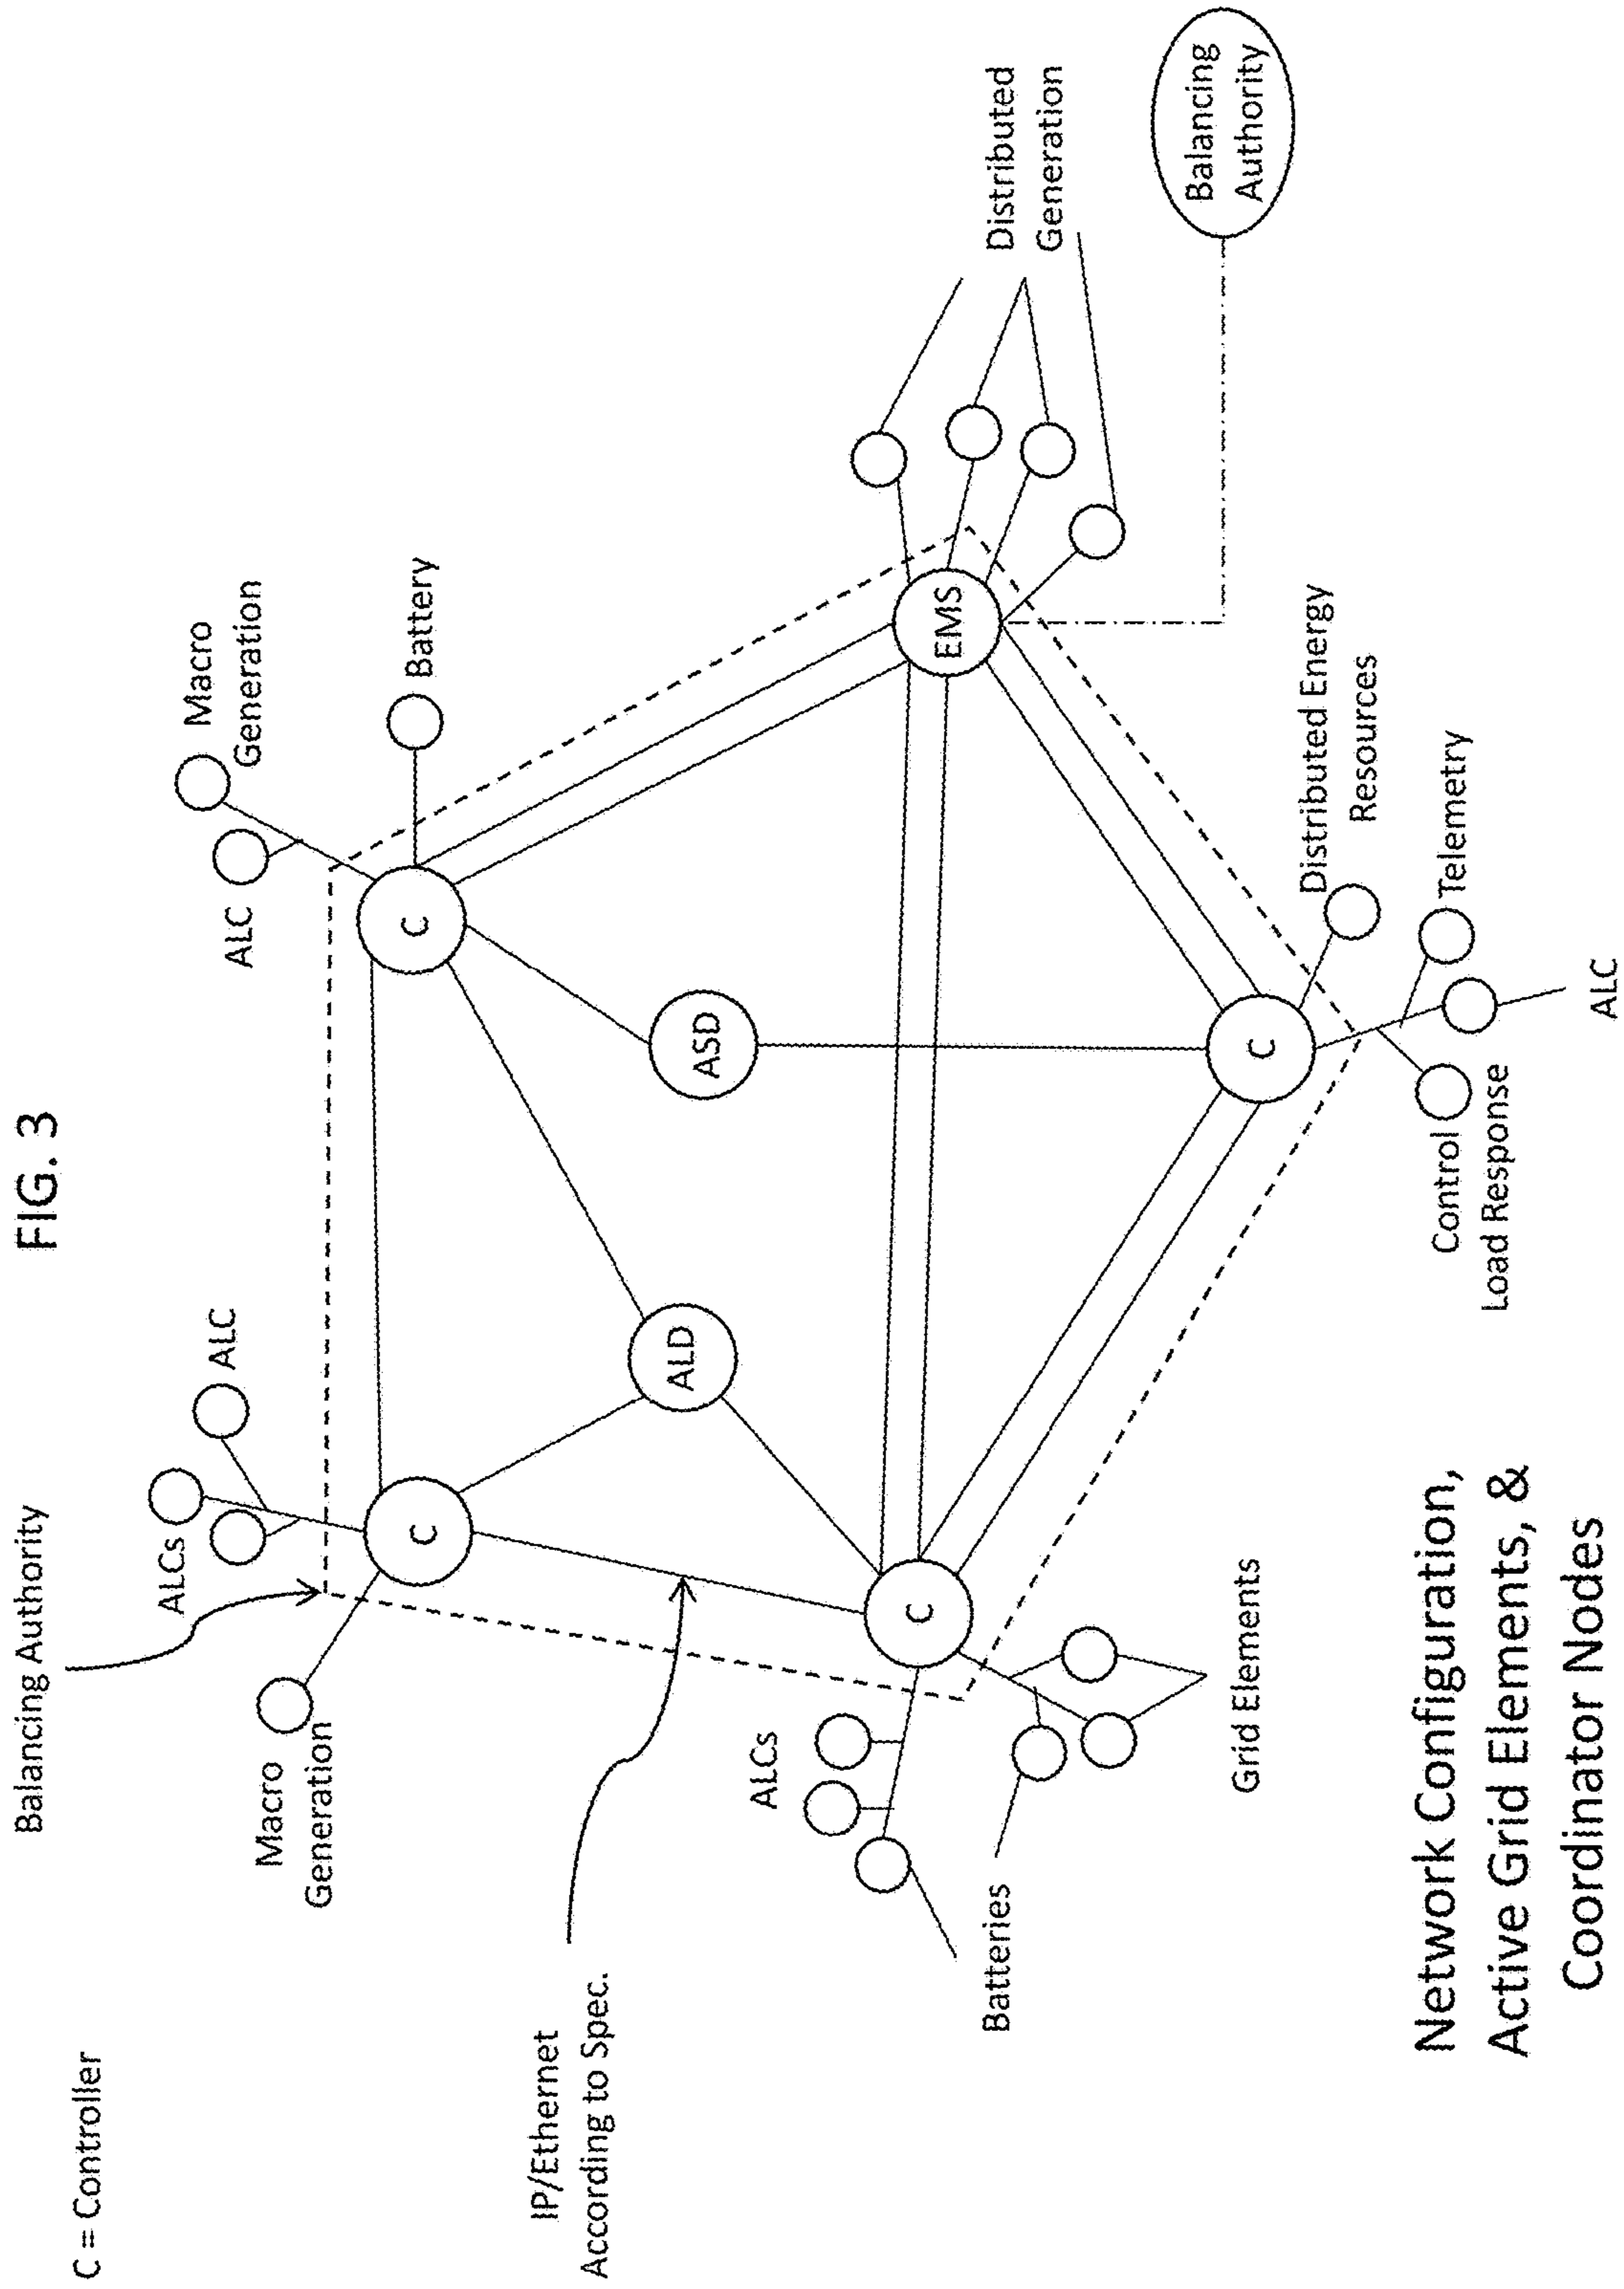 FIG. 3
C = Controller
Balancing Authority
IP/Ethernet
According to Spec.
Macro
Generation
ALCs
ALC
C
ALC
Macro
Generation
C
Battery
ALD
ASD
ALCs
C
Batteries
Grid Elements
EMS
Distributed
Generation
Balancing
Authority
C
Distributed Energy
Resources
Telemetry
Control
Load Response
ALC
Network Configuration,
Active Grid Elements, &
Coordinator Nodes